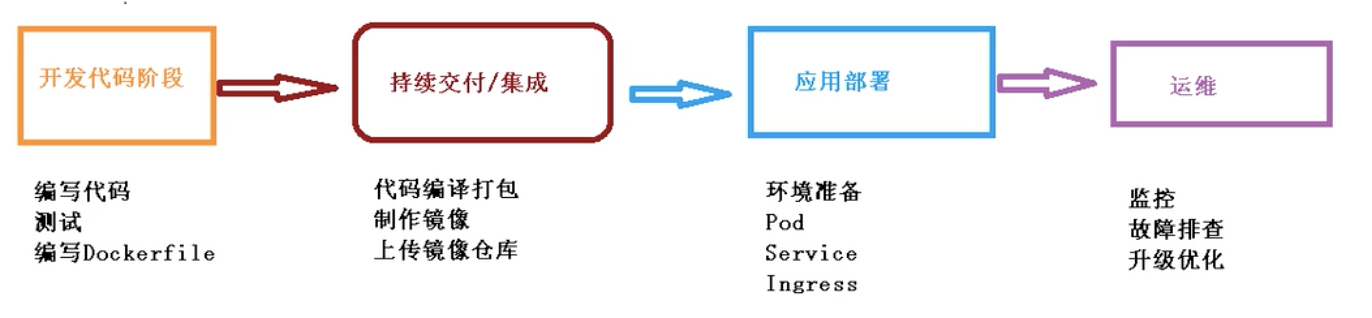 开发代码阶段
持续交付/集成
应用部署
运维
编写代码
测试
编写Dockerfile
代码编译打包
制作镜像
上传镜像仓库
环境准备
Pod
Service
Ingress
监控
故障排查
升级优化